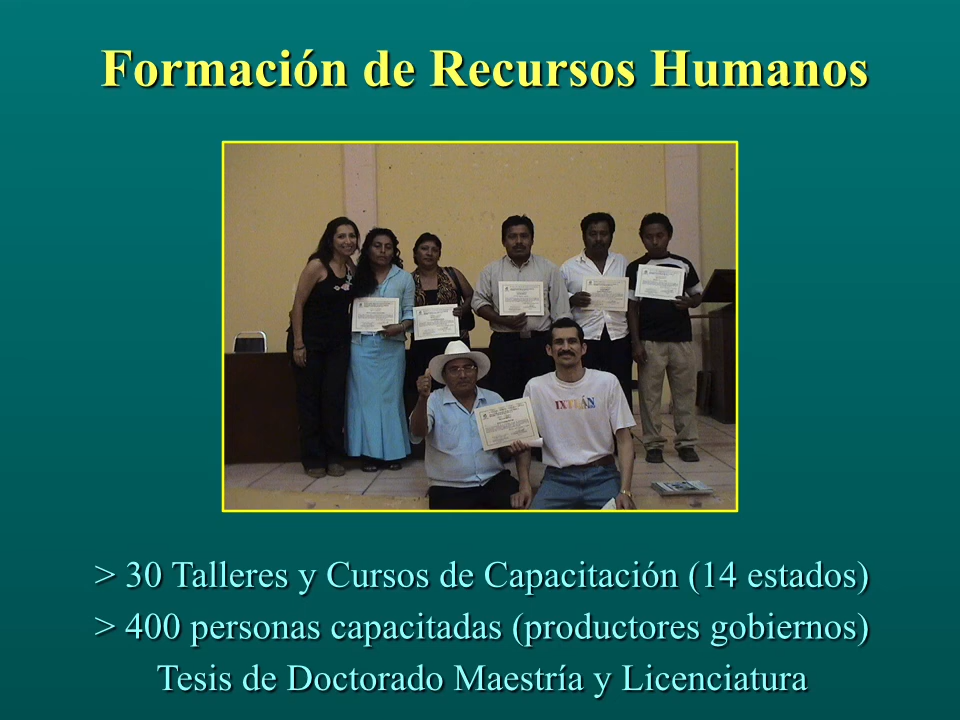 Formación de Recursos Humanos
IXTLÁN
> 30 Talleres y Cursos de Capacitación (14 estados)
> 400 personas capacitadas (productores gobiernos)
Tesis de Doctorado Maestría y Licenciatura